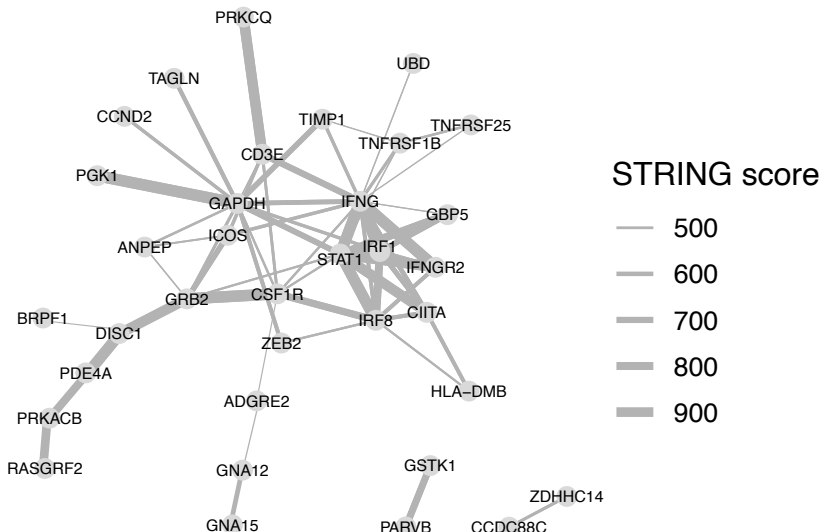 PRKCQ
UBD
TAGLN
CCND2
TIMP1
TNFRSF25
TNFRSF1B
CD3E
PGK1
GAPDH
IFNG
GBP5
ICOS
ANPEP
IRF1
STAT1
IFNGR2
GRB2
CSF1R
CIITA
BRPF1
IRF8
DISC1
ZEB2
PDE4A
HLA−DMB
ADGRE2
PRKACB
RASGRF2
GNA12
GSTK1
ZDHHC14
GNA15
PARVB
CCDC88C
STRING score
500
600
700
800
900